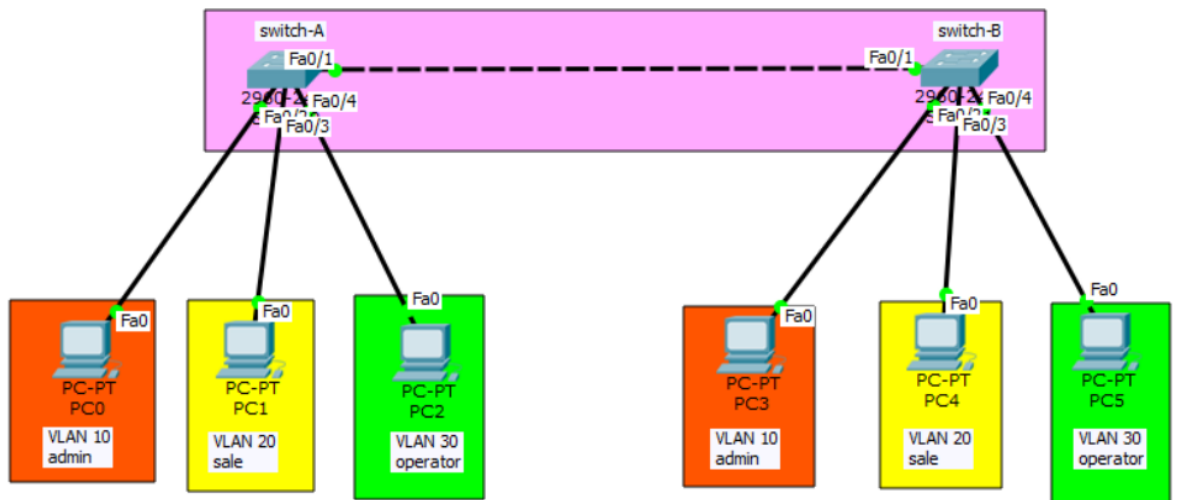 switch-A
switch-B
Fa0/1
Fa0/1
Fa0/4
Fa0/3
Fa0/4
Fa0/3
Fa0
PC-PT
PC0
VLAN 10
admin
Fa0
PC-PT
PC1
VLAN 20
sale
Fa0
PC-PT
PC2
VLAN 30
operator
Fa0
PC-PT
PC3
VLAN 10
admin
Fa0
PC-PT
PC4
VLAN 20
sale
Fa0
PC-PT
PC5
VLAN 30
operator